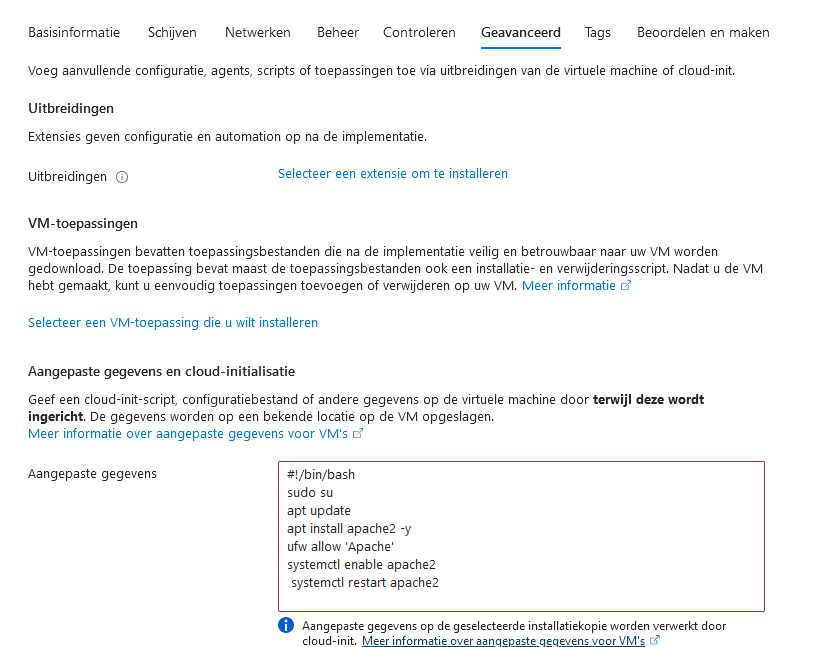 Basisinformatie Schijven Netwerken Beheer Controleren Geavanceerd Tags Beoordelen en maken
Voeg aanvullende configuratie, agents, scripts of toepassingen toe via uitbreidingen van de virtuele machine of cloud-init.
Uitbreidingen
Extensies geven configuratie en automation op na de implementatie.
Uitbreidingen
Selecteer een extensie om te installeren
VM-toepassingen
VM-toepassingen bevatten toepassingsbestanden die na de implementatie veilig en betrouwbaar naar uw VM worden
gedownload. De toepassing bevat maast de toepassingsbestanden ook een installatie- en verwijderingsscript. Nadat u de VM
hebt gemaakt, kunt u eenvoudig toepassingen toevoegen of verwijderen op uw VM. Meer informatie
Selecteer een VM-toepassing die u wilt installeren
Aangepaste gegevens en cloud-initialisatie
Geef een cloud-init-script, configuratiebestand of andere gegevens op de virtuele machine door terwijl deze wordt
ingericht. De gegevens worden op een bekende locatie op de VM opgeslagen.
Meer informatie over aangepaste gegevens voor VM's
Aangepaste gegevens
#!/bin/bash
sudo su
apt update
apt install apache2 -y
ufw allow 'Apache'
systemctl enable apache2
systemctl restart apache2
Aangepaste gegevens op de geselecteerde installatiekopie worden verwerkt door
cloud-init. Meer informatie over aangepaste gegevens voor VM's